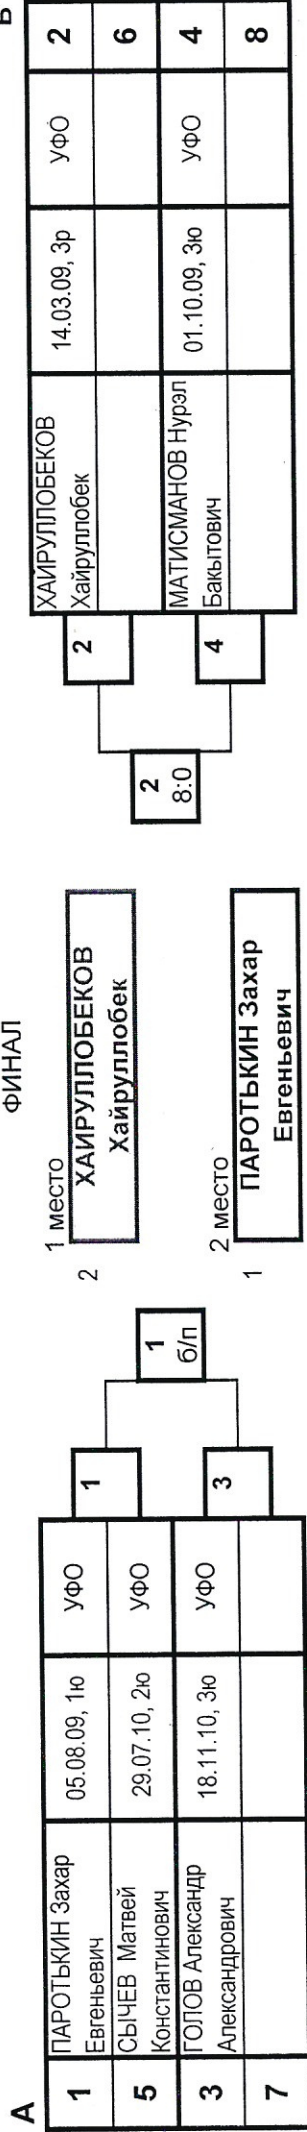 А
1 ПАРОТЬКИН Захар 05.08.09, 1ю УФО
Евгеньевич
5 СЫЧЕВ Матвей 29.07.10, 2ю УФО
Константинович
3 ГОЛОВ Александр 18.11.10, 3ю УФО
Александрович
7
1
3
1
б/п
ФИНАЛ
1 место
2
ХАЙРУЛЛОБЕКОВ
Хайруллобек
2 место
1
ПАРОТЬКИН Захар
Евгеньевич
Б
ХАЙРУЛЛОБЕКОВ 14.03.09, 3р УФО 2
Хайруллобек
6
МАТИСМАНОВ Нурэл 01.10.09, 3ю УФО 4
Бакытович
8
2
4
2
8:0